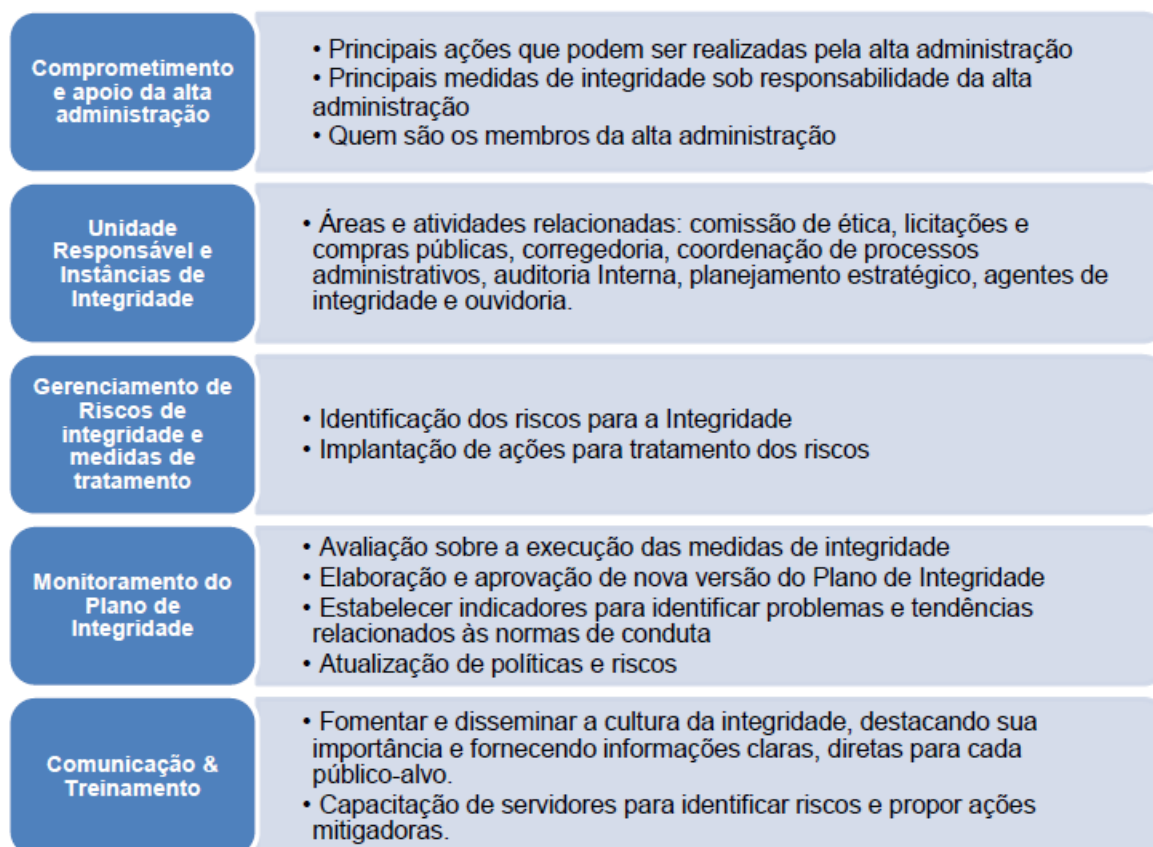 Comprometimento
e apoio da alta
administração
• Principais ações que podem ser realizadas pela alta administração
• Principais medidas de integridade sob responsabilidade da alta
administração
• Quem são os membros da alta administração
Unidade
Responsável e
Instâncias de
Integridade
• Áreas e atividades relacionadas: comissão de ética, licitações e
compras públicas, corregedoria, coordenação de processos
administrativos, auditoria Interna, planejamento estratégico, agentes de
integridade e ouvidoria.
Gerenciamento de
Riscos de
integridade e
medidas de
tratamento
• Identificação dos riscos para a Integridade
• Implantação de ações para tratamento dos riscos
Monitoramento do
Plano de
Integridade
• Avaliação sobre a execução das medidas de integridade
• Elaboração e aprovação de nova versão do Plano de Integridade
• Estabelecer indicadores para identificar problemas e tendências
relacionados às normas de conduta
• Atualização de políticas e riscos
Comunicação &
Treinamento
• Fomentar e disseminar a cultura da integridade, destacando sua
importância e fornecendo informações claras, diretas para cada
público-alvo.
• Capacitação de servidores para identificar riscos e propor ações
mitigadoras.